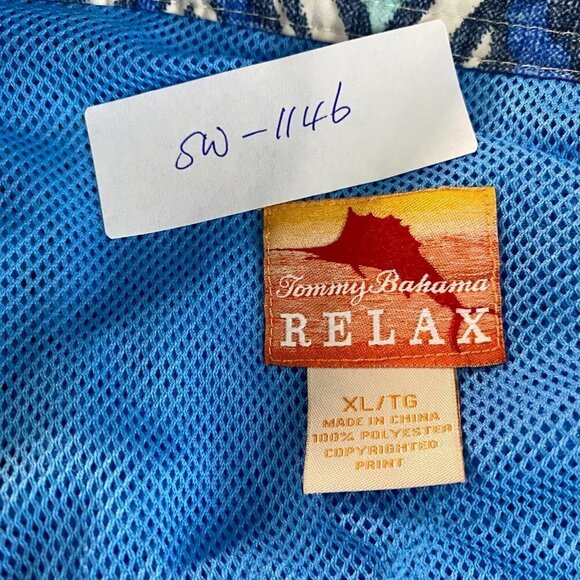 SW-1146
Tommy Bahama
RELAX
XL/TG
MADE IN CHINA
100% POLYESTER
COPYRIGHTED
PRINT